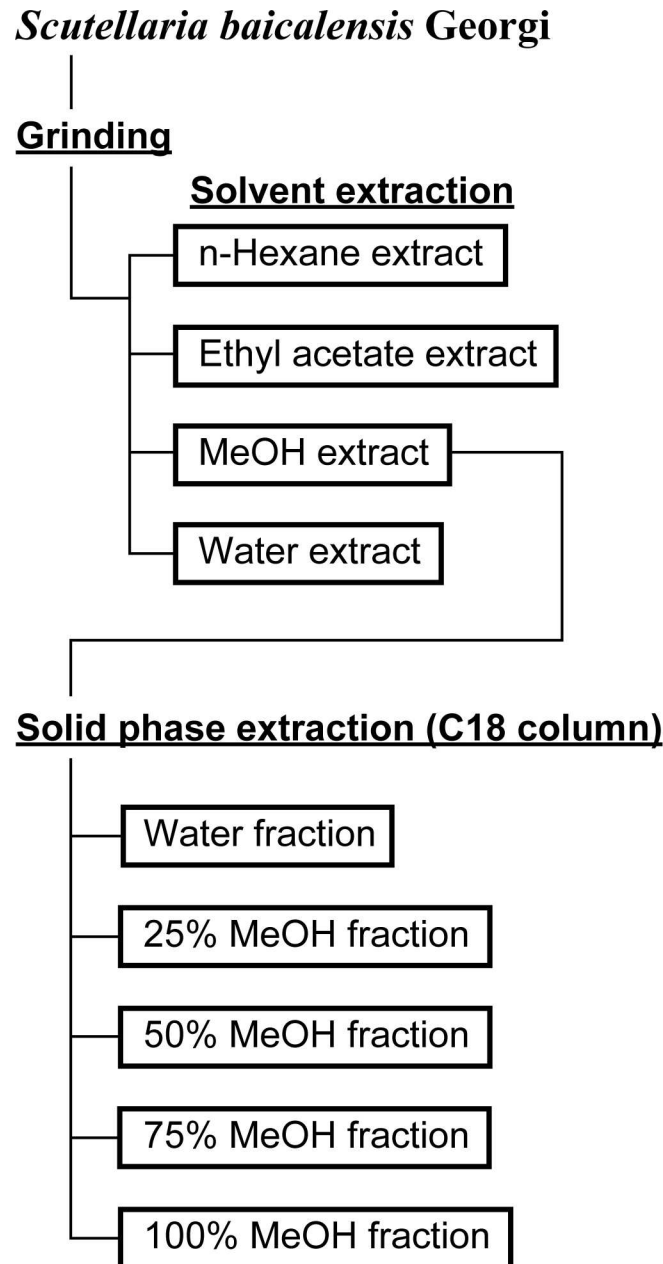 Scutellaria baicalensis Georgi
Grinding
Solvent extraction
n-Hexane extract
Ethyl acetate extract
MeOH extract
Water extract
Solid phase extraction (C18 column)
Water fraction
25% MeOH fraction
50% MeOH fraction
75% MeOH fraction
100% MeOH fraction